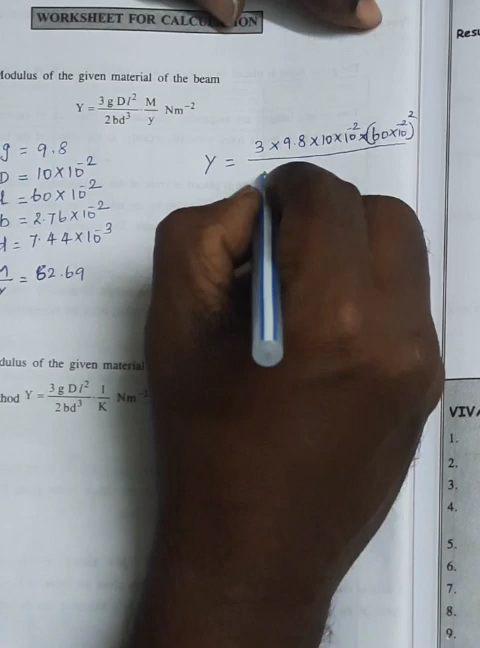 WORKSHEET FOR CALCULATION
Resu
Modulus of the given material of the beam
Y = 3 g D l² / 2 bd³ · M / y Nm⁻²
g = 9.8
D = 10×10⁻²
l = 60×10⁻²
b = 2.76×10⁻²
d = 7.44×10⁻³
M/y = 52.69
Y = 3×9.8×10×10⁻²×(60×10⁻²)²
dulus of the given material
hod Y = 3 g D l² / 2 bd³ · 1 / K Nm⁻²
VIVA
1.
2.
3.
4.
5.
6.
7.
8.
9.